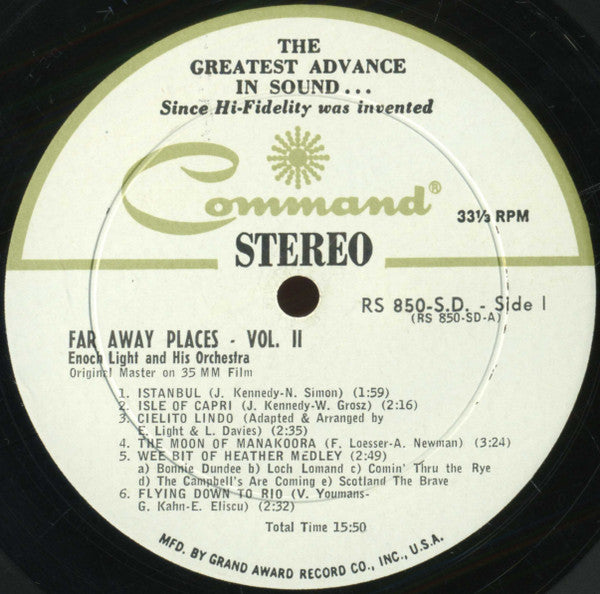 THE
GREATEST ADVANCE
IN SOUND...
Since Hi-Fidelity was invented
Command®
33⅓ RPM
STEREO
RS 850-S.D. - Side 1
(RS 850-SD-A)
FAR AWAY PLACES - VOL. II
Enoch Light and His Orchestra
Original Master on 35 MM Film
1. ISTANBUL (J. Kennedy-N. Simon) (1:59)
2. ISLE OF CAPRI (J. Kennedy-W. Grosz) (2:16)
3. CIELITO LINDO (Adapted & Arranged by
E. Light & L. Davies) (2:35)
4. THE MOON OF MANAKOORA (F. Loesser-A. Newman) (3:24)
5. WEE BIT OF HEATHER MEDLEY (2:49)
a) Bonnie Dundee b) Loch Lomand c) Comin' Thru the Rye
d) The Campbell's Are Coming e) Scotland The Brave
6. FLYING DOWN TO RIO (V. Youmans-
G. Kahn-E. Eliscu) (2:32)
Total Time 15:50
MFD. BY GRAND AWARD RECORD CO., INC., U.S.A.